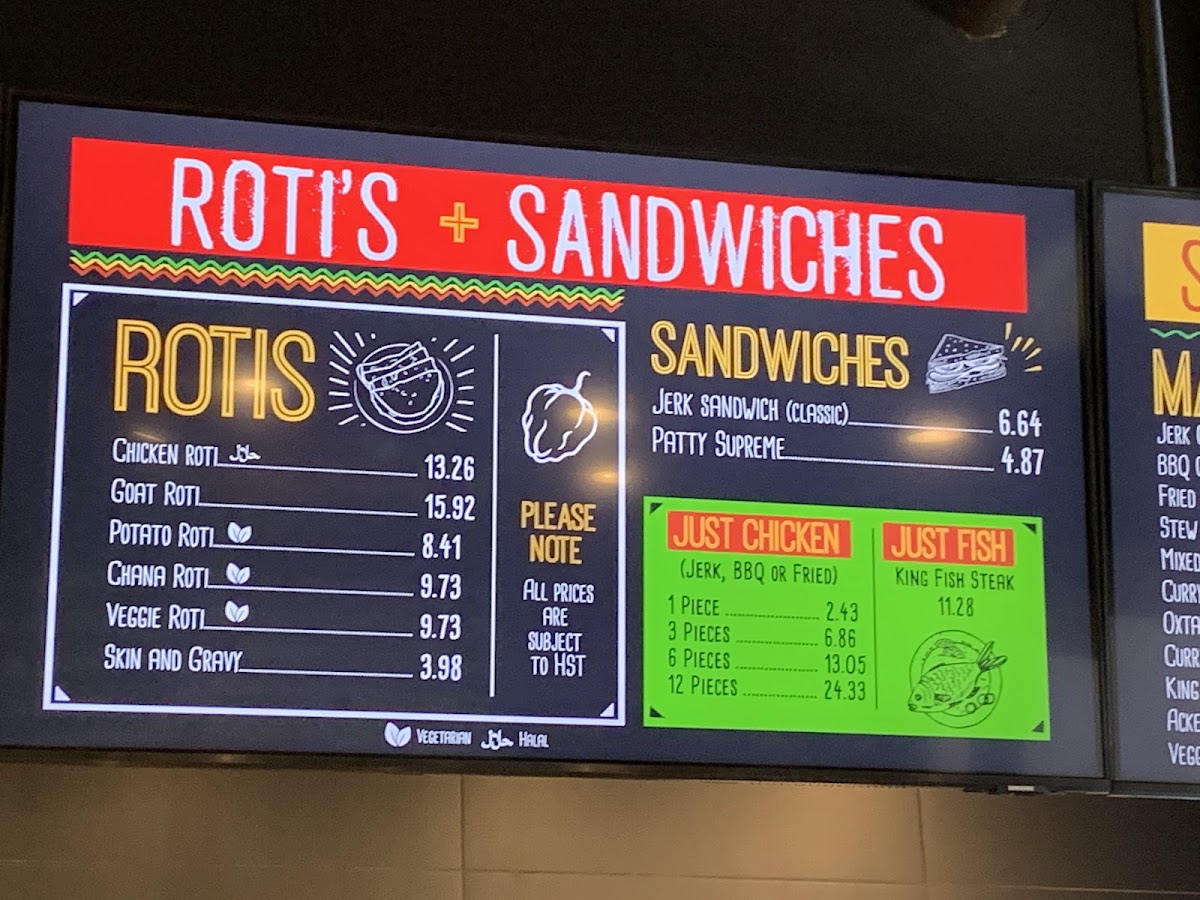 ROTI'S + SANDWICHES
ROTIS
CHICKEN ROTI حلال 13.26
GOAT ROTI 15.92
POTATO ROTI 8.41
CHANA ROTI 9.73
VEGGIE ROTI 9.73
SKIN AND GRAVY 3.98
PLEASE
NOTE
ALL PRICES
ARE
SUBJECT
TO HST
VEGETARIAN حلال HALAL
SANDWICHES
JERK SANDWICH (CLASSIC) 6.64
PATTY SUPREME 4.87
JUST CHICKEN
(JERK, BBQ OR FRIED)
1 PIECE 2.43
3 PIECES 6.86
6 PIECES 13.05
12 PIECES 24.33
JUST FISH
KING FISH STEAK
11.28
JERK
BBQ
FRIED
STEW
MIXED
CURRY
KING